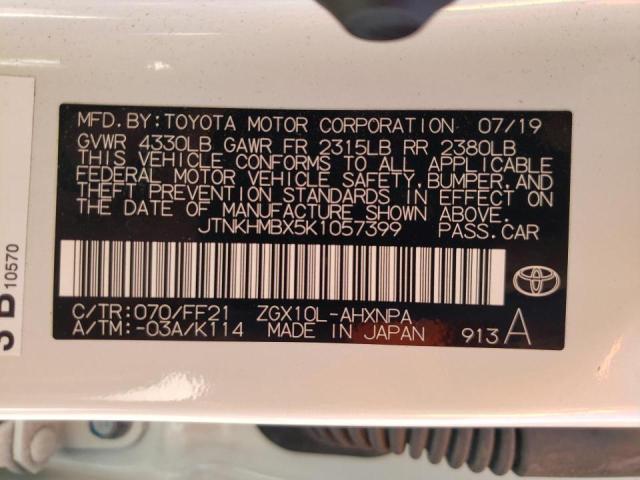 MFD. BY: TOYOTA MOTOR CORPORATION 07/19
GVWR 4330LB GAWR FR 2315LB RR 2380LB
THIS VEHICLE CONFORMS TO ALL APPLICABLE
FEDERAL MOTOR VEHICLE SAFETY, BUMPER, AND
THEFT PREVENTION STANDARDS IN EFFECT ON
THE DATE OF MANUFACTURE SHOWN ABOVE.
JTNKHMBX5K1057399 PASS. CAR
C/TR: 070/FF21 ZGX10L-AHXNPA
A/TM: -03A/K114 MADE IN JAPAN 913 A
10570